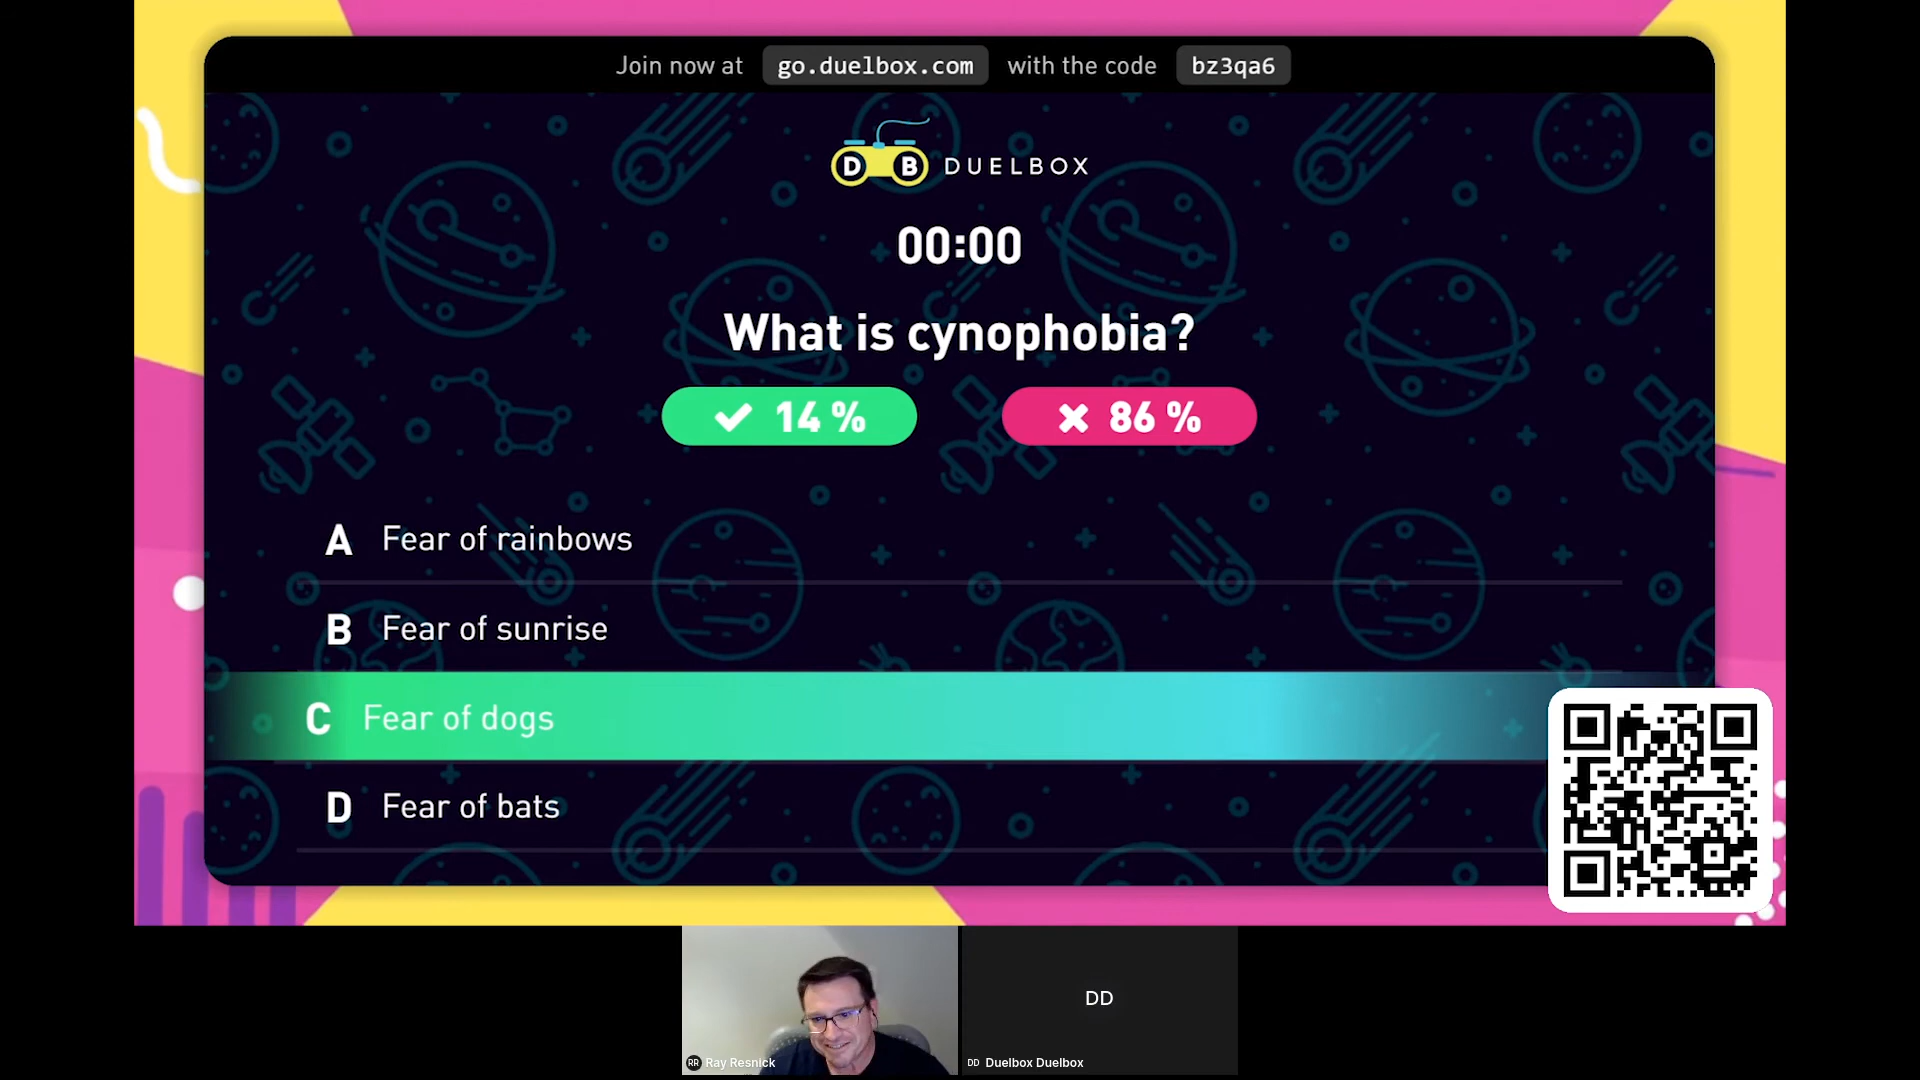 Join now at go.duelbox.com with the code bz3qa6
D B DUELBOX
00:00
What is cynophobia?
14 %
86 %
A Fear of rainbows
B Fear of sunrise
C Fear of dogs
D Fear of bats
DD
RR Ray Resnick
DD Duelbox Duelbox